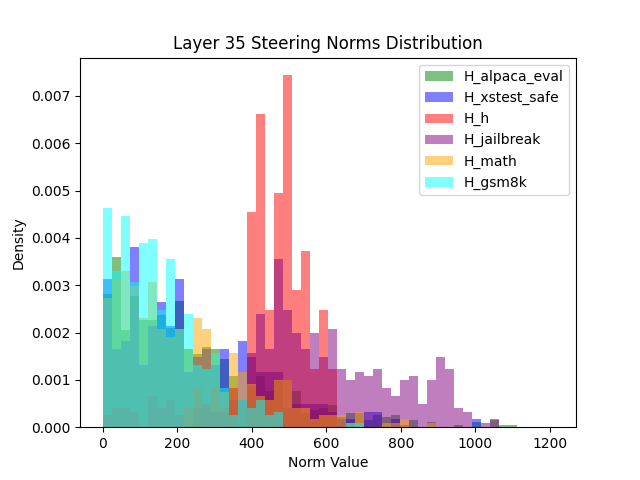 Layer 35 Steering Norms Distribution
H_alpaca_eval
H_xstest_safe
H_h
H_jailbreak
H_math
H_gsm8k
0.007
0.006
0.005
0.004
0.003
0.002
0.001
0.000
Density
0 200 400 600 800 1000 1200
Norm Value